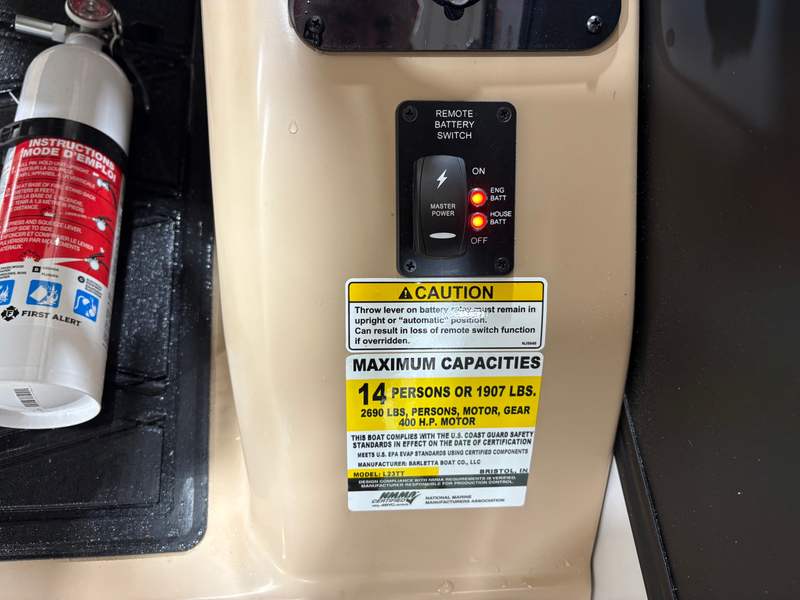 INSTRUCTIONS
MODE D'EMPLOI
FIRST ALERT
REMOTE
BATTERY
SWITCH
ON
MASTER
POWER
ENG
BATT
HOUSE
BATT
OFF
CAUTION
Throw lever on battery relay must remain in
upright or "automatic" position.
Can result in loss of remote switch function
if overridden.
MAXIMUM CAPACITIES
14 PERSONS OR 1907 LBS.
2690 LBS, PERSONS, MOTOR, GEAR
400 H.P. MOTOR
THIS BOAT COMPLIES WITH THE U.S. COAST GUARD SAFETY
STANDARDS IN EFFECT ON THE DATE OF CERTIFICATION
MEETS U.S. EPA EVAP STANDARDS USING CERTIFIED COMPONENTS
MANUFACTURER: BARLETTA BOAT CO., LLC
MODEL: L23TT BRISTOL, IN
DESIGN COMPLIANCE WITH NMMA REQUIREMENTS IS VERIFIED.
MANUFACTURER RESPONSIBLE FOR PRODUCTION CONTROL.
NMMA
CERTIFIED
NATIONAL MARINE
MANUFACTURERS ASSOCIATION